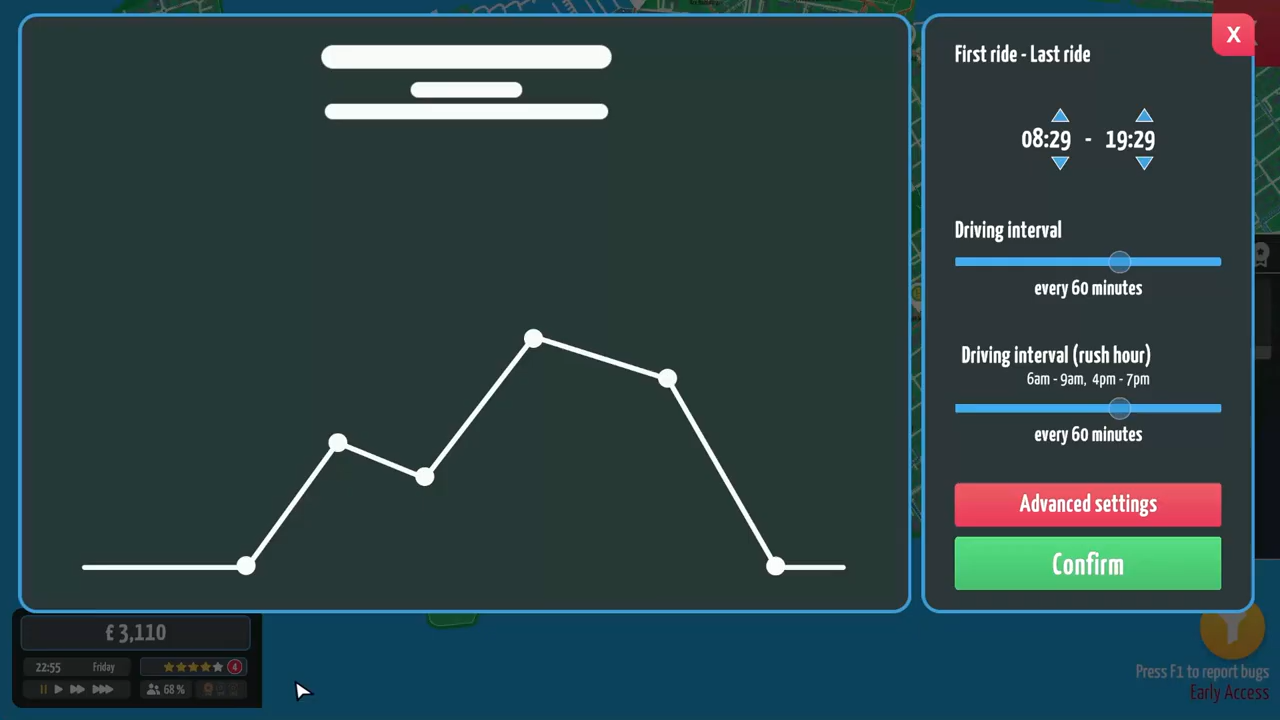 X
First ride - Last ride
08:29 - 19:29
Driving interval
every 60 minutes
Driving interval (rush hour)
6am - 9am, 4pm - 7pm
every 60 minutes
Advanced settings
Confirm
£ 3,110
22:55 Friday 4
68 %
Press F1 to report bugs
Early Access